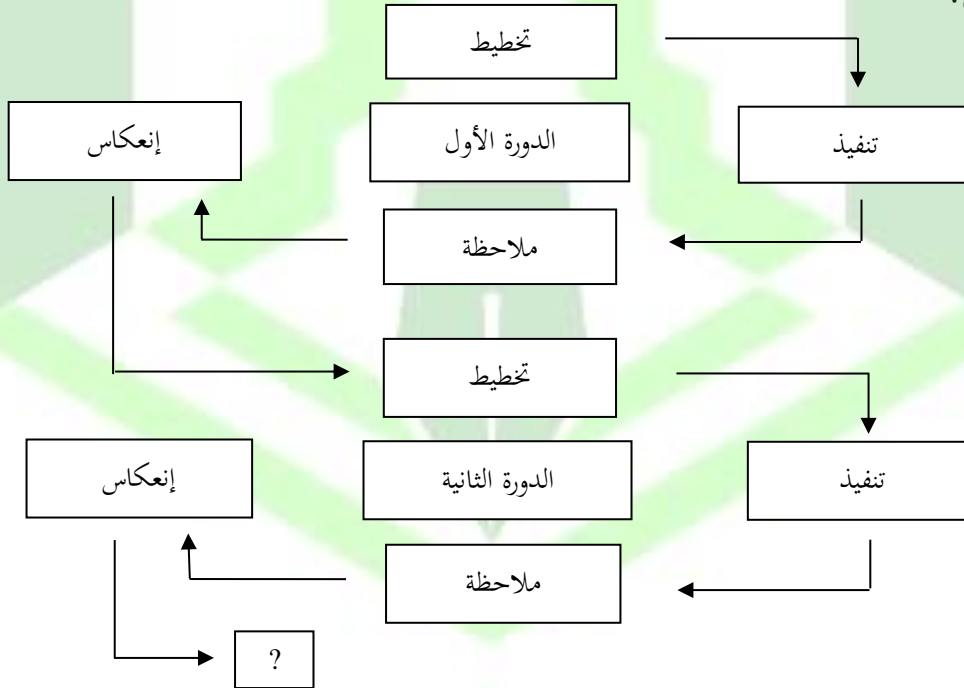 تخطيط
إنعكاس
الدورة الأول
تنفيذ
ملاحظة
تخطيط
إنعكاس
الدورة الثانية
تنفيذ
ملاحظة
?